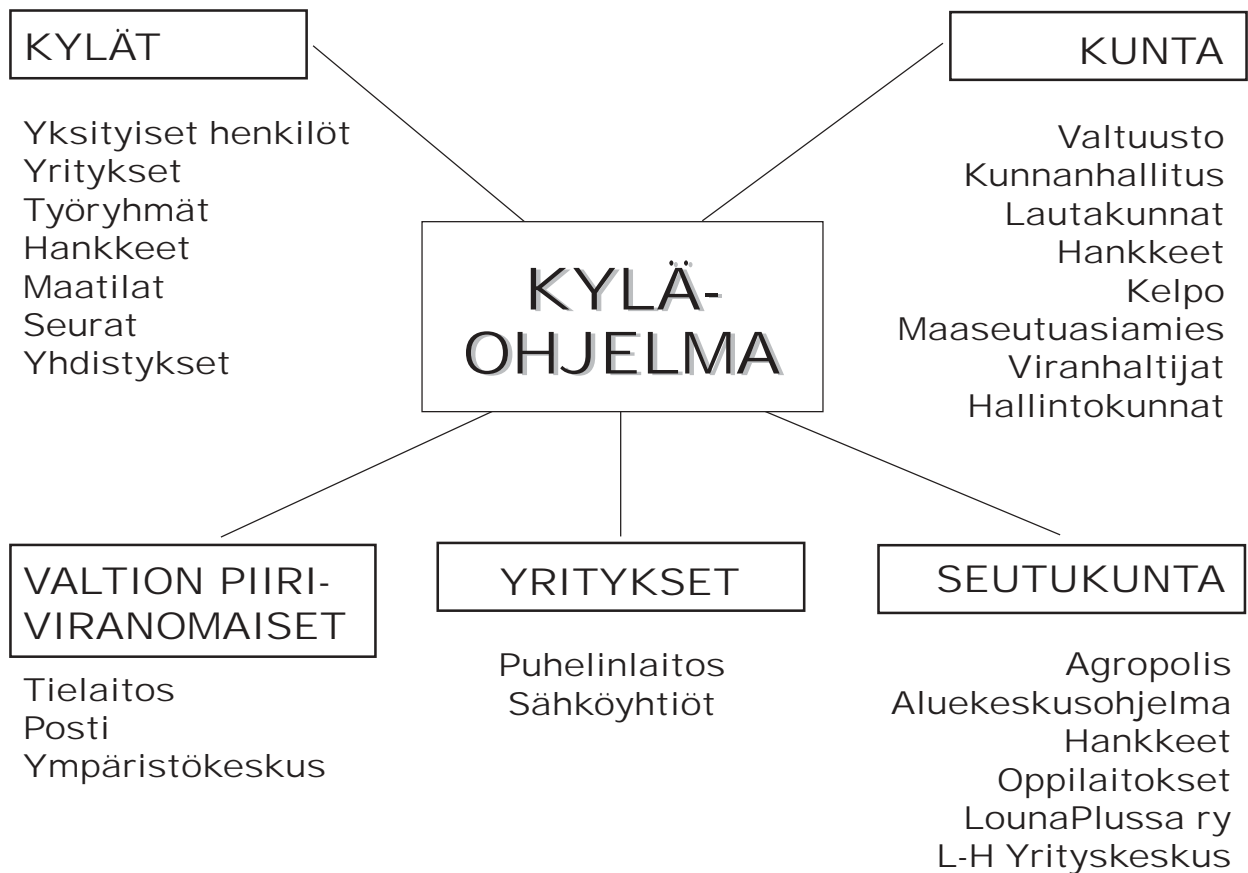 KYLÄT
Yksityiset henkilöt
Yritykset
Työryhmät
Hankkeet
Maatilat
Seurat
Yhdistykset
KUNTA
Valtuusto
Kunnanhallitus
Lautakunnat
Hankkeet
Kelpo
Maaseutuasiamies
Viranhaltijat
Hallintokunnat
KYLÄ-
OHJELMA
VALTION PIIRI-
VIRANOMAISET
Tielaitos
Posti
Ympäristökeskus
YRITYKSET
Puhelinlaitos
Sähköyhtiöt
SEUTUKUNTA
Agropolis
Aluekeskusohjelma
Hankkeet
Oppilaitokset
LounaPlussa ry
L-H Yrityskeskus